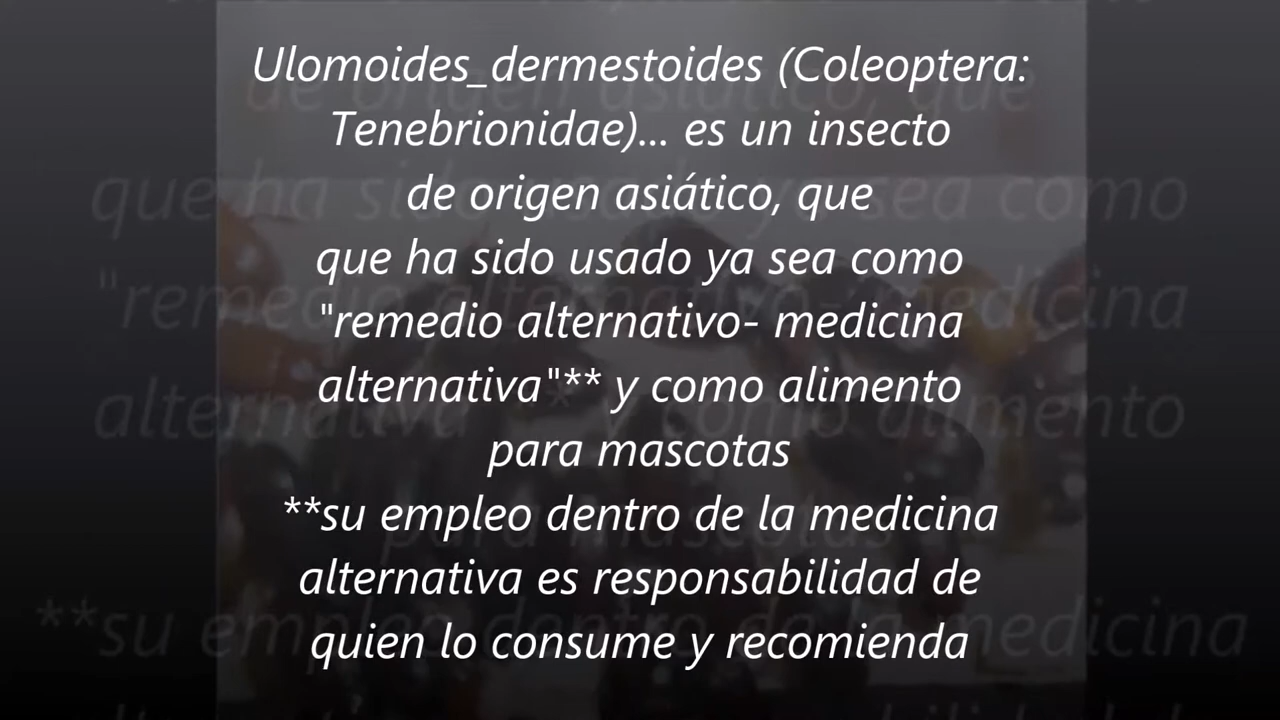 Ulomoides_dermestoides (Coleoptera:
Tenebrionidae)... es un insecto
de origen asiático, que
que ha sido usado ya sea como
"remedio alternativo- medicina
alternativa"** y como alimento
para mascotas
**su empleo dentro de la medicina
alternativa es responsabilidad de
quien lo consume y recomienda